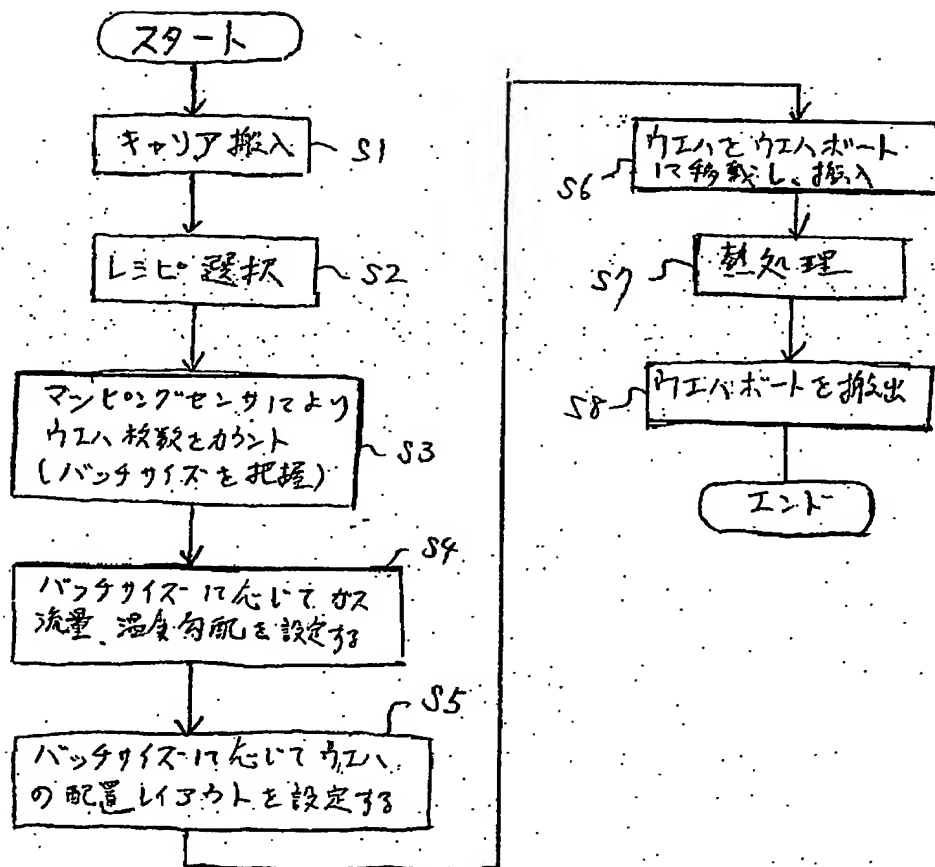 スタート
キャリア搬入
S1
レシピ選択
S2
マッピングセンサにより
ウエハ枚数をカウント
(バッチサイズを把握)
S3
S4
バッチサイズに応じてガス
流量、温度勾配を設定する
S5
バッチサイズに応じてウエハ
の配置レイアウトを設定する
ウエハをウエハボート
に移載し、搬入
S6
熱処理
S7
ウエハボートを搬出
S8
エンド